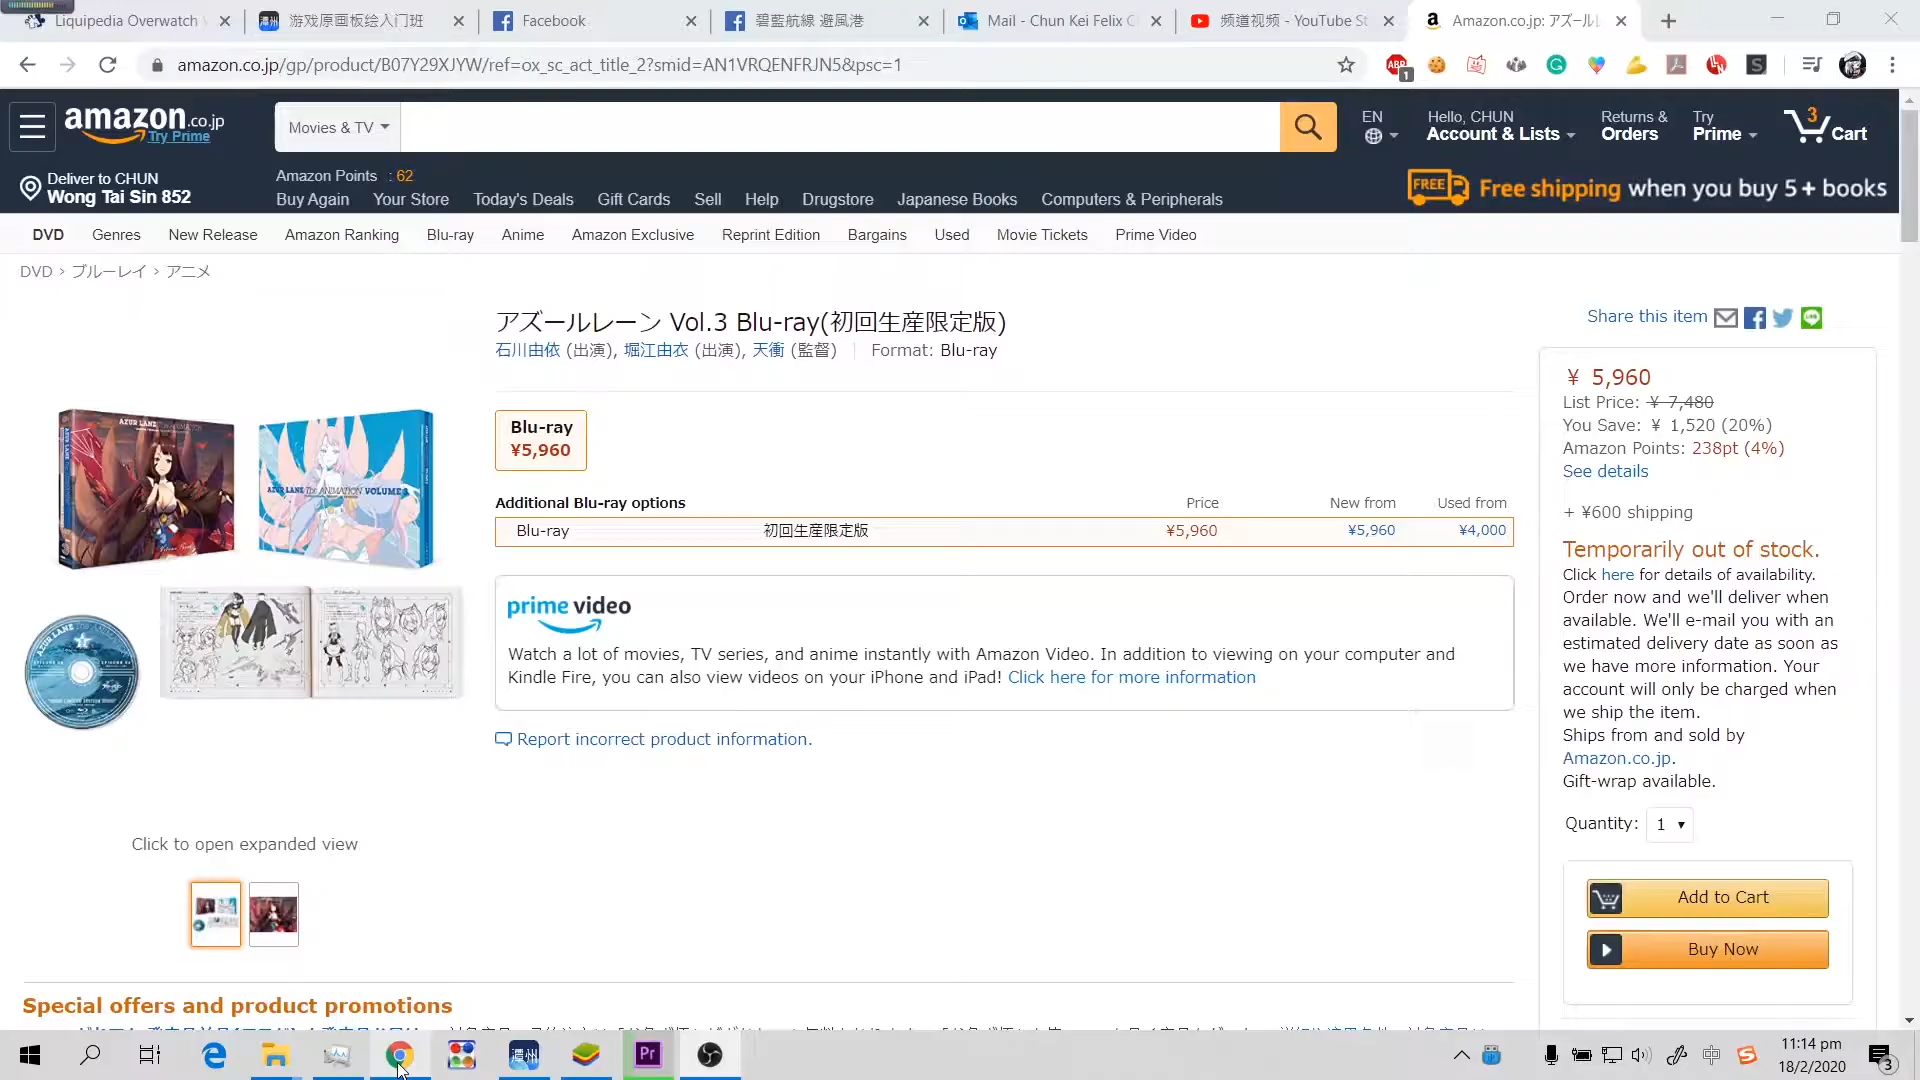 Liquipedia Overwatch
游戏原画板绘入门班
Facebook
碧藍航線 避風港
Mail - Chun Kei Felix C
频道视频 - YouTube St
Amazon.co.jp: アズールレ
amazon.co.jp/gp/product/B07Y29XJYW/ref=ox_sc_act_title_2?smid=AN1VRQENFRJN5&psc=1
ABP
1
amazon.co.jp
Try Prime
Movies & TV
EN
Hello, CHUN
Account & Lists
Returns &
Orders
Try
Prime
3
Cart
Deliver to CHUN
Wong Tai Sin 852
Amazon Points : 62
Buy Again Your Store Today's Deals Gift Cards Sell Help Drugstore Japanese Books Computers & Peripherals
FREE Free shipping when you buy 5+ books
DVD Genres New Release Amazon Ranking Blu-ray Anime Amazon Exclusive Reprint Edition Bargains Used Movie Tickets Prime Video
DVD › ブルーレイ › アニメ
アズールレーン Vol.3 Blu-ray(初回生産限定版)
石川由依 (出演), 堀江由衣 (出演), 天衝 (監督) | Format: Blu-ray
Share this item
AZUR LANE THE ANIMATION
AZUR LANE THE ANIMATION VOLUME 3
Blu-ray
¥5,960
Additional Blu-ray options Price New from Used from
Blu-ray 初回生産限定版 ¥5,960 ¥5,960 ¥4,000
prime video
Watch a lot of movies, TV series, and anime instantly with Amazon Video. In addition to viewing on your computer and
Kindle Fire, you can also view videos on your iPhone and iPad! Click here for more information
Report incorrect product information.
Click to open expanded view
Special offers and product promotions
¥ 5,960
List Price: ¥ 7,480
You Save: ¥ 1,520 (20%)
Amazon Points: 238pt (4%)
See details
+ ¥600 shipping
Temporarily out of stock.
Click here for details of availability.
Order now and we'll deliver when
available. We'll e-mail you with an
estimated delivery date as soon as
we have more information. Your
account will only be charged when
we ship the item.
Ships from and sold by
Amazon.co.jp.
Gift-wrap available.
Quantity: 1
Add to Cart
Buy Now
Pr
中
11:14 pm
18/2/2020
3